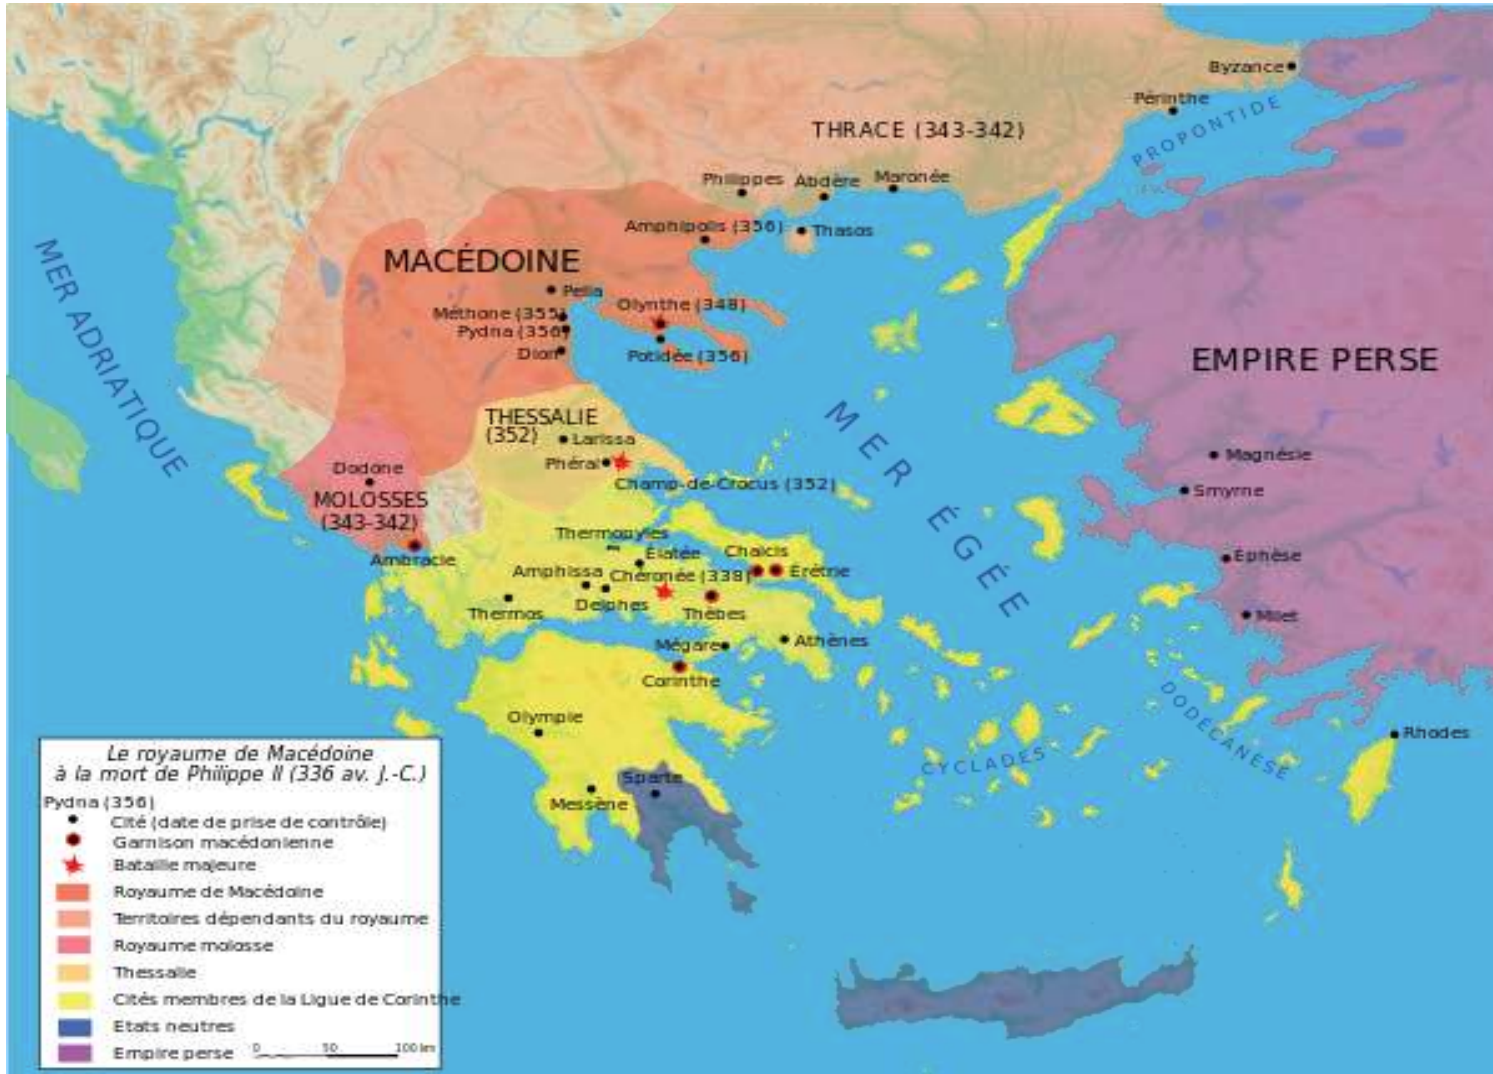 Byzance
Périnthe
PROPONTIDE
THRACE (343-342)
Philippes
Abdère
Maronée
Amphipolis (356)
Thasos
MACÉDOINE
MER ADRIATIQUE
Pella
Olynthe (348)
Méthone (355)
Pydna (356)
Dion
Potidée (356)
EMPIRE PERSE
THESSALIE
(352)
Larissa
MER ÉGÉE
Phéraï
Champ-de-Crocus (352)
Magnésie
Smyrne
Dodone
MOLOSSES
(343-342)
Ambracie
Thermopyles
Élatée
Chalcis
Érétrie
Éphèse
Amphissa
Chéronée (338)
Delphes
Thèbes
Thermos
Milet
Mégare
Athènes
Corinthe
Olympie
DODÉCANÈSE
Rhodes
CYCLADES
Sparte
Messène
Le royaume de Macédoine
à la mort de Philippe II (336 av. J.-C.)
Pydna (356)
Cité (date de prise de contrôle)
Garnison macédonienne
Bataille majeure
Royaume de Macédoine
Territoires dépendants du royaume
Royaume molosse
Thessalie
Cités membres de la Ligue de Corinthe
Etats neutres
Empire perse
0 50 100 km